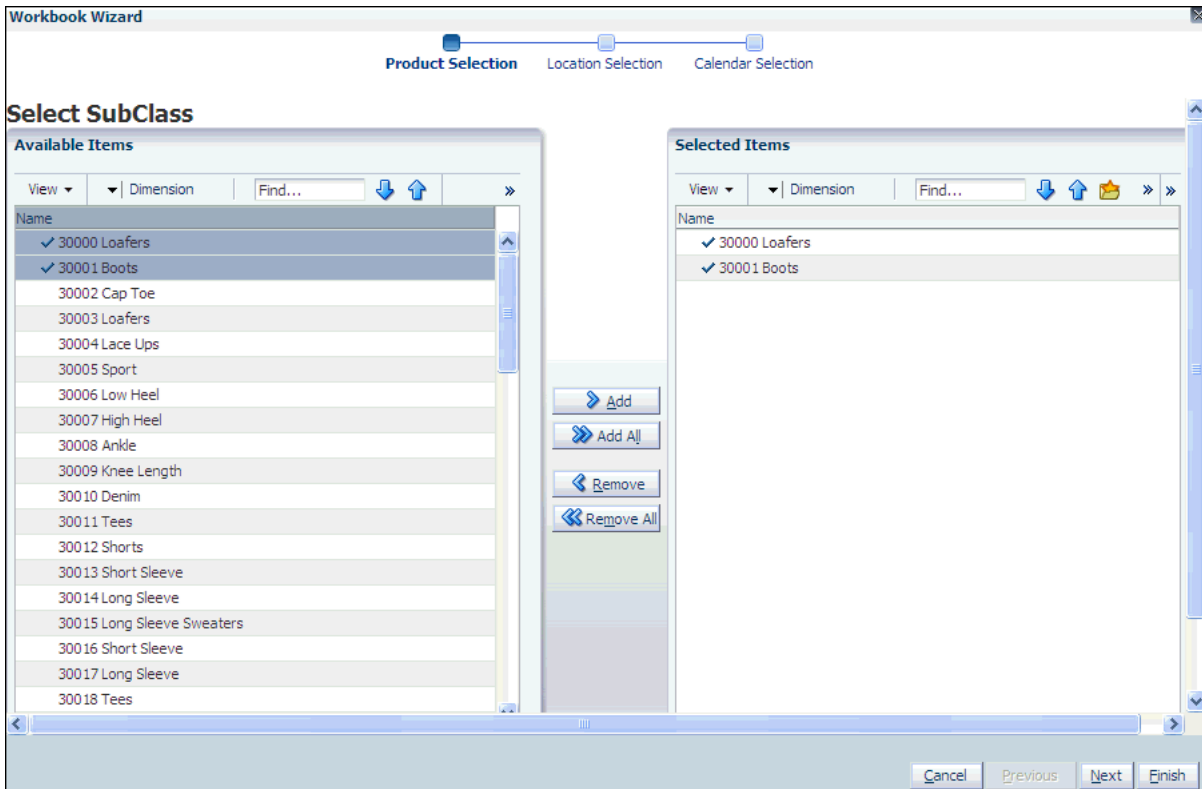 Workbook Wizard
Product Selection
Location Selection
Calendar Selection
Select SubClass
Available Items
View
Dimension
Find...
»
Name
30000 Loafers
30001 Boots
30002 Cap Toe
30003 Loafers
30004 Lace Ups
30005 Sport
30006 Low Heel
30007 High Heel
30008 Ankle
30009 Knee Length
30010 Denim
30011 Tees
30012 Shorts
30013 Short Sleeve
30014 Long Sleeve
30015 Long Sleeve Sweaters
30016 Short Sleeve
30017 Long Sleeve
30018 Tees
Add
Add All
Remove
Remove All
Selected Items
View
Dimension
Find...
» »
Name
30000 Loafers
30001 Boots
Cancel
Previous
Next
Finish